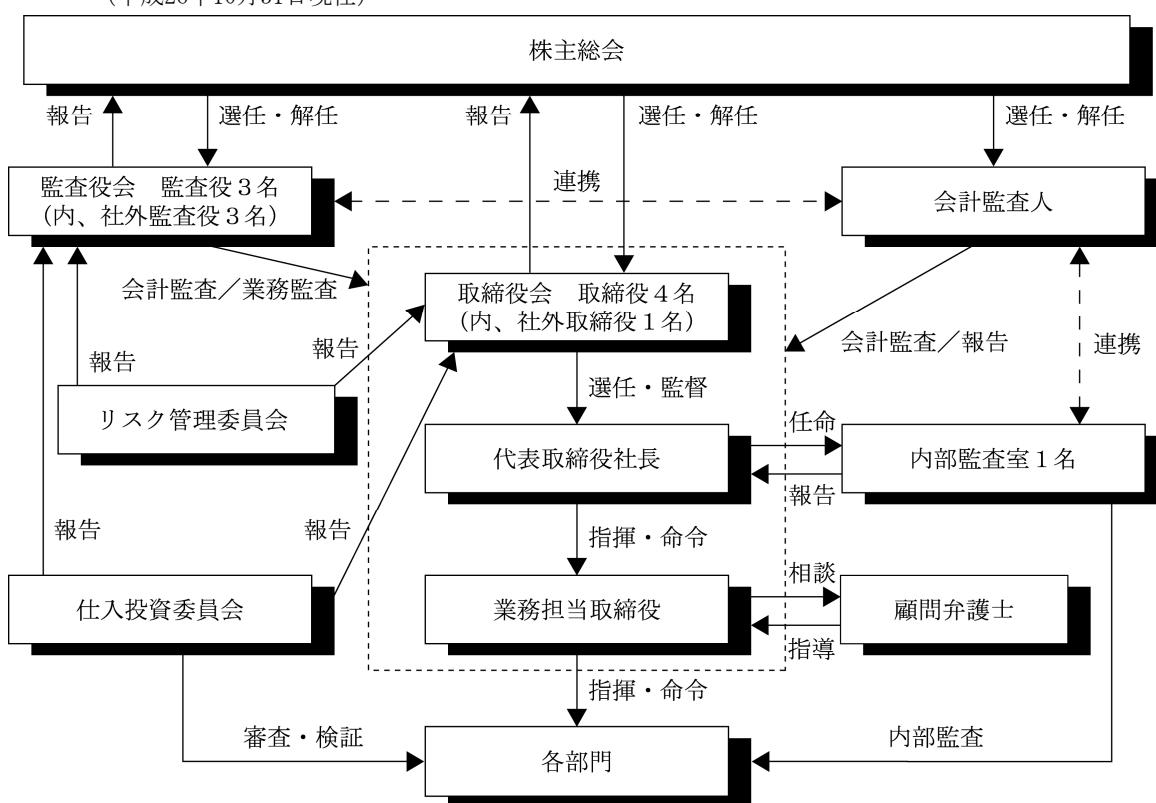 株主総会
報告
選任・解任
報告
選任・解任
選任・解任
監査役会　監査役3名
（内、社外監査役3名）
連携
会計監査人
会計監査／業務監査
取締役会　取締役4名
（内、社外取締役1名）
会計監査／報告
連携
報告
報告
リスク管理委員会
選任・監督
代表取締役社長
任命
報告
内部監査室1名
報告
報告
指揮・命令
仕入投資委員会
業務担当取締役
相談
指導
顧問弁護士
指揮・命令
審査・検証
各部門
内部監査